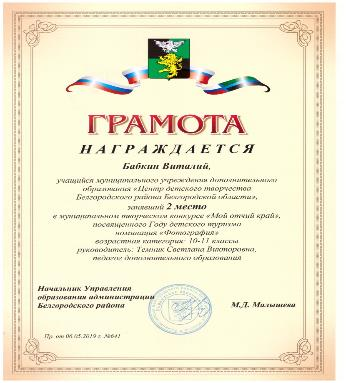 ГРАМОТА
НАГРАЖДАЕТСЯ
Бабкин Виталий,
учащийся муниципального учреждения дополнительного
образования «Центр детского творчества
Белгородского района Белгородской области»,
занявший 2 место
в муниципальном творческом конкурсе «Мой отчий край»,
посвященного Году детского туризма
номинация «Фотография»
возрастная категория: 10-11 классы
руководитель: Темник Светлана Викторовна,
педагог дополнительного образования
Начальник Управления
образования администрации
Белгородского района
М.Д. Малышева
Пр. от 06.05.2019 г. №641